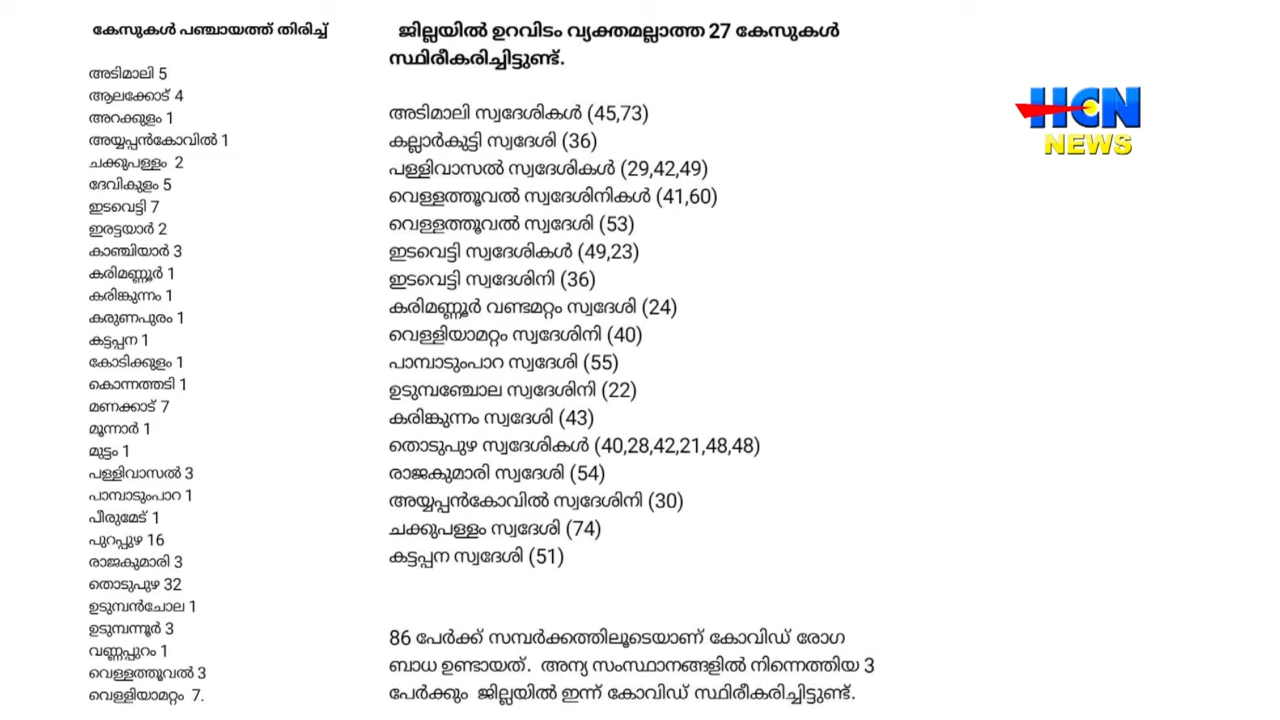 കേസുകൾ പഞ്ചായത്ത് തിരിച്ച്
അടിമാലി 5
ആലക്കോട് 4
അറക്കുളം 1
അയ്യപ്പൻകോവിൽ 1
ചക്കുപള്ളം 2
ദേവികുളം 5
ഇടവെട്ടി 7
ഇരട്ടയാർ 2
കാഞ്ചിയാർ 3
കരിമണ്ണൂർ 1
കരിങ്കുന്നം 1
കരുണപുരം 1
കട്ടപ്പന 1
കോടിക്കുളം 1
കൊന്നത്തടി 1
മണക്കാട് 7
മൂന്നാർ 1
മുട്ടം 1
പള്ളിവാസൽ 3
പാമ്പാടുംപാറ 1
പീരുമേട് 1
പുറപ്പുഴ 16
രാജകുമാരി 3
തൊടുപുഴ 32
ഉടുമ്പൻചോല 1
ഉടുമ്പന്നൂർ 3
വണ്ണപ്പുറം 1
വെള്ളത്തൂവൽ 3
വെള്ളിയാമറ്റം 7.
ജില്ലയിൽ ഉറവിടം വ്യക്തമല്ലാത്ത 27 കേസുകൾ
സ്ഥിരീകരിച്ചിട്ടുണ്ട്.
അടിമാലി സ്വദേശികൾ (45,73)
കല്ലാർകുട്ടി സ്വദേശി (36)
പള്ളിവാസൽ സ്വദേശികൾ (29,42,49)
വെള്ളത്തൂവൽ സ്വദേശിനികൾ (41,60)
വെള്ളത്തൂവൽ സ്വദേശി (53)
ഇടവെട്ടി സ്വദേശികൾ (49,23)
ഇടവെട്ടി സ്വദേശിനി (36)
കരിമണ്ണൂർ വണ്ടമറ്റം സ്വദേശി (24)
വെള്ളിയാമറ്റം സ്വദേശിനി (40)
പാമ്പാടുംപാറ സ്വദേശി (55)
ഉടുമ്പഞ്ചോല സ്വദേശിനി (22)
കരിങ്കുന്നം സ്വദേശി (43)
തൊടുപുഴ സ്വദേശികൾ (40,28,42,21,48,48)
രാജകുമാരി സ്വദേശി (54)
അയ്യപ്പൻകോവിൽ സ്വദേശിനി (30)
ചക്കുപള്ളം സ്വദേശി (74)
കട്ടപ്പന സ്വദേശി (51)
86 പേർക്ക് സമ്പർക്കത്തിലൂടെയാണ് കോവിഡ് രോഗ
ബാധ ഉണ്ടായത്. അന്യ സംസ്ഥാനങ്ങളിൽ നിന്നെത്തിയ 3
പേർക്കും ജില്ലയിൽ ഇന്ന് കോവിഡ് സ്ഥിരീകരിച്ചിട്ടുണ്ട്.
HCN
NEWS